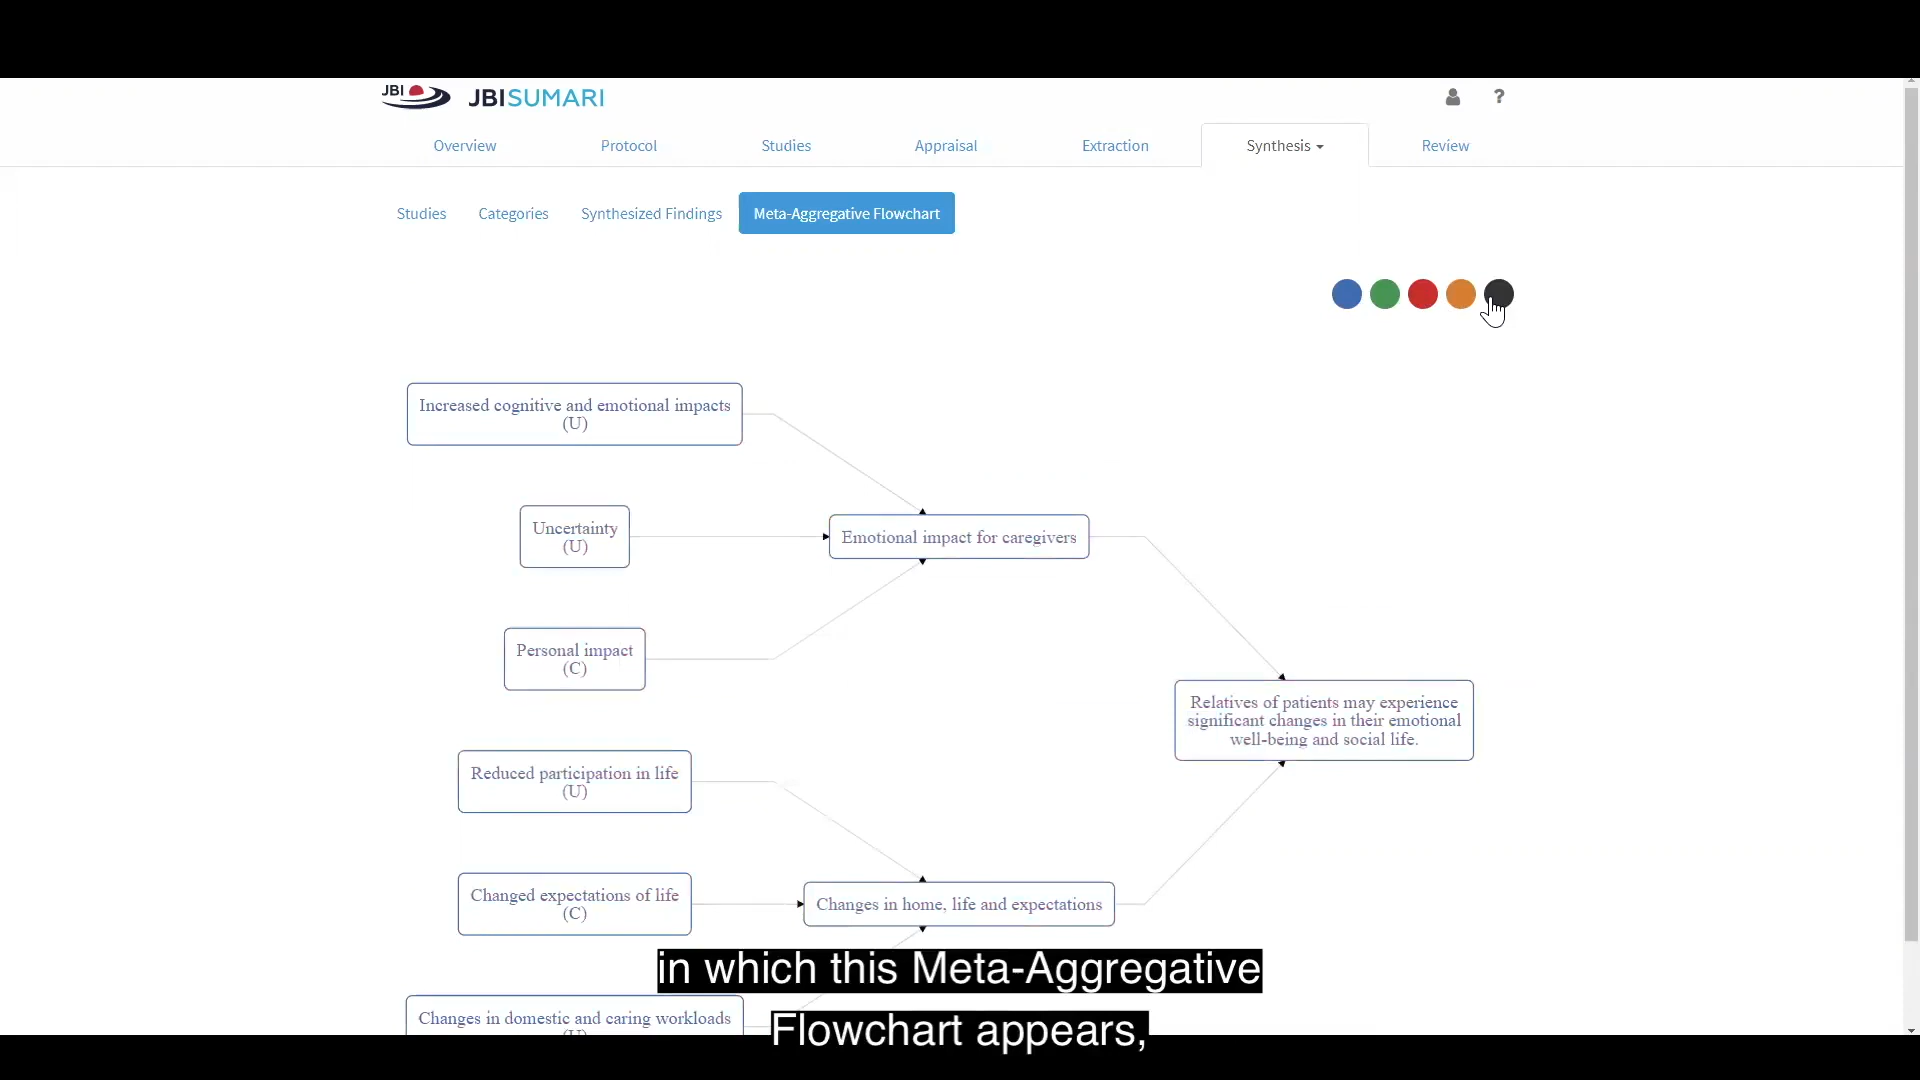 JBI JBISUMARI ?
Overview Protocol Studies Appraisal Extraction Synthesis Review
Studies Categories Synthesized Findings Meta-Aggregative Flowchart
Increased cognitive and emotional impacts
(U)
Uncertainty
(U)
Emotional impact for caregivers
Personal impact
(C)
Relatives of patients may experience
significant changes in their emotional
well-being and social life.
Reduced participation in life
(U)
Changed expectations of life
(C)
Changes in home, life and expectations
Changes in domestic and caring workloads
(U)
in which this Meta-Aggregative
Flowchart appears,